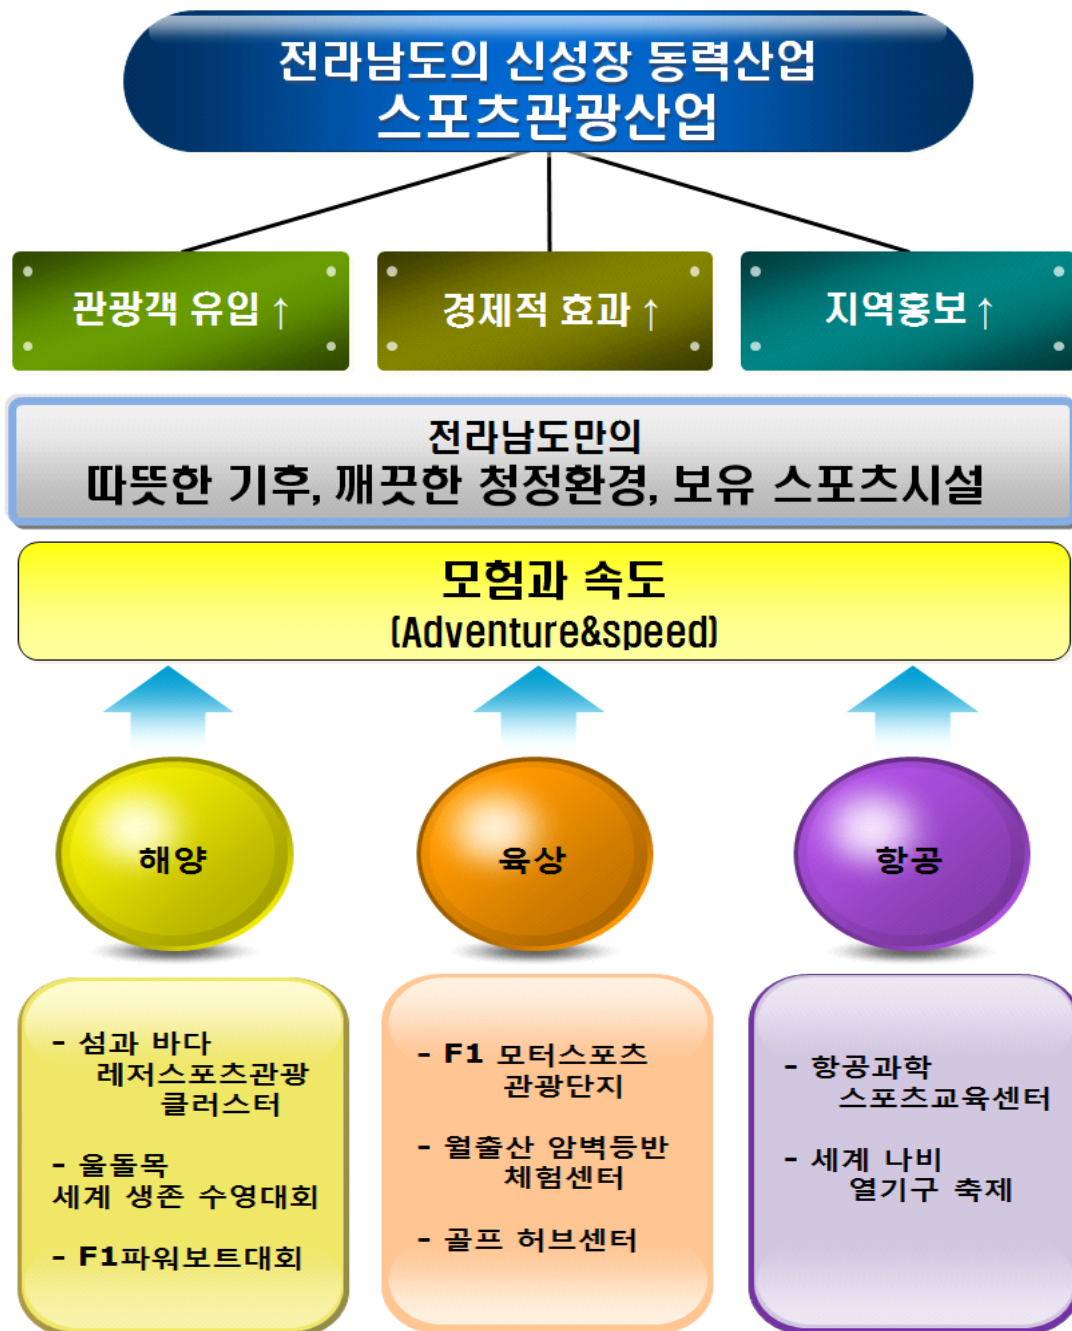 전라남도의 신성장 동력산업
스포츠관광산업
관광객 유입 ↑
경제적 효과 ↑
지역홍보 ↑
전라남도만의
따뜻한 기후, 깨끗한 청정환경, 보유 스포츠시설
모험과 속도
(Adventure&speed)
해양
육상
항공
- 섬과 바다
레저스포츠관광
클러스터
- 울돌목
세계 생존 수영대회
- F1파워보트대회
- F1 모터스포츠
관광단지
- 월출산 암벽등반
체험센터
- 골프 허브센터
- 항공과학
스포츠교육센터
- 세계 나비
열기구 축제